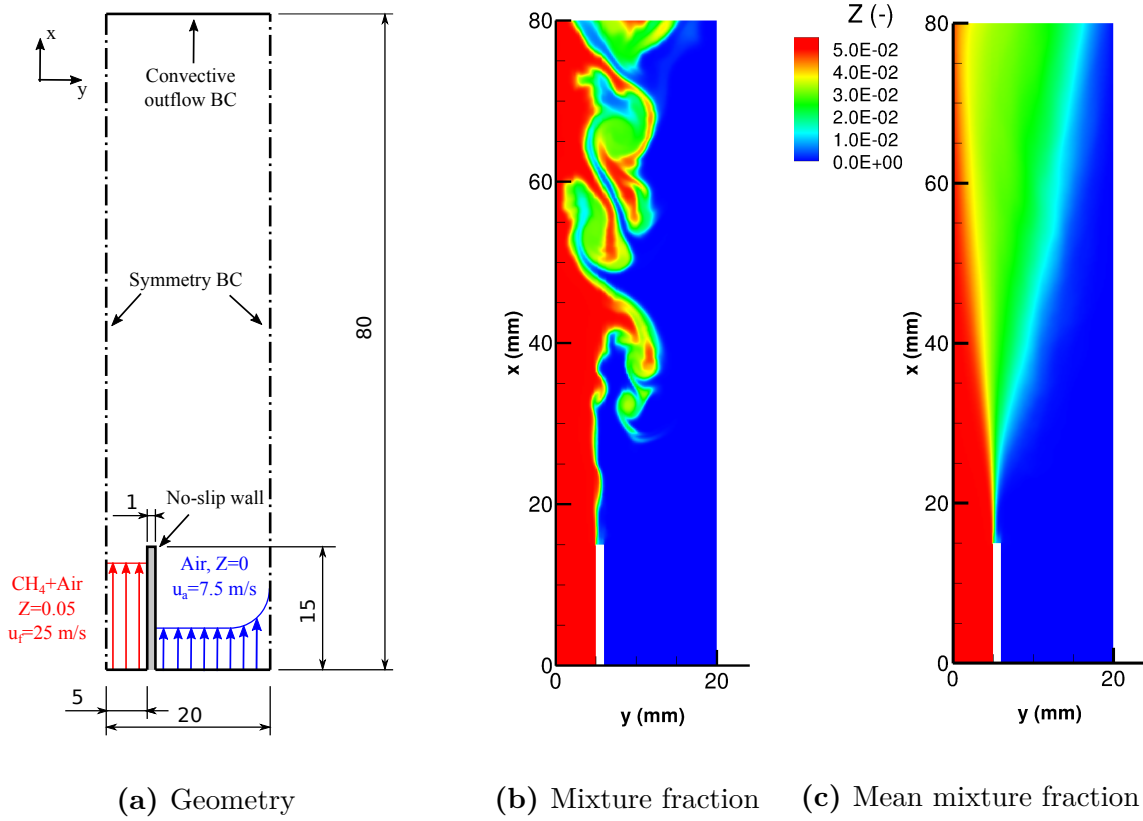 x
y
Convective
outflow BC
Symmetry BC
80
No-slip wall
1
Air, Z=0
u_a=7.5 m/s
CH₄+Air
Z=0.05
u_f=25 m/s
15
5
20
(a) Geometry
80
60
40
20
0
x (mm)
0
20
y (mm)
(b) Mixture fraction
Z (-)
5.0E-02
4.0E-02
3.0E-02
2.0E-02
1.0E-02
0.0E+00
80
60
40
20
0
x (mm)
0
20
y (mm)
(c) Mean mixture fraction